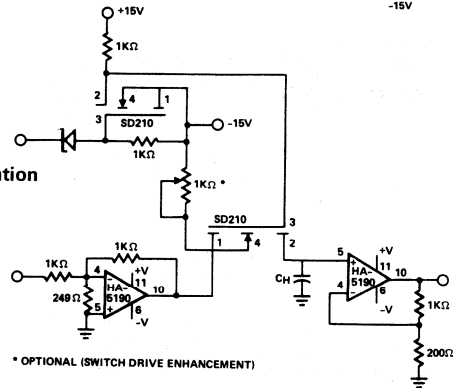 +15V
-15V
1KΩ
2
4
1
3
SD210
-15V
1KΩ
ation
1KΩ *
SD210
3
1
4
2
1KΩ
1KΩ
4
-
+V
11
HA-
5190
10
249Ω
5
+
6
-V
CH
5
+
+V
11
HA-
5190
10
4
-
6
-V
1KΩ
200Ω
* OPTIONAL (SWITCH DRIVE ENHANCEMENT)